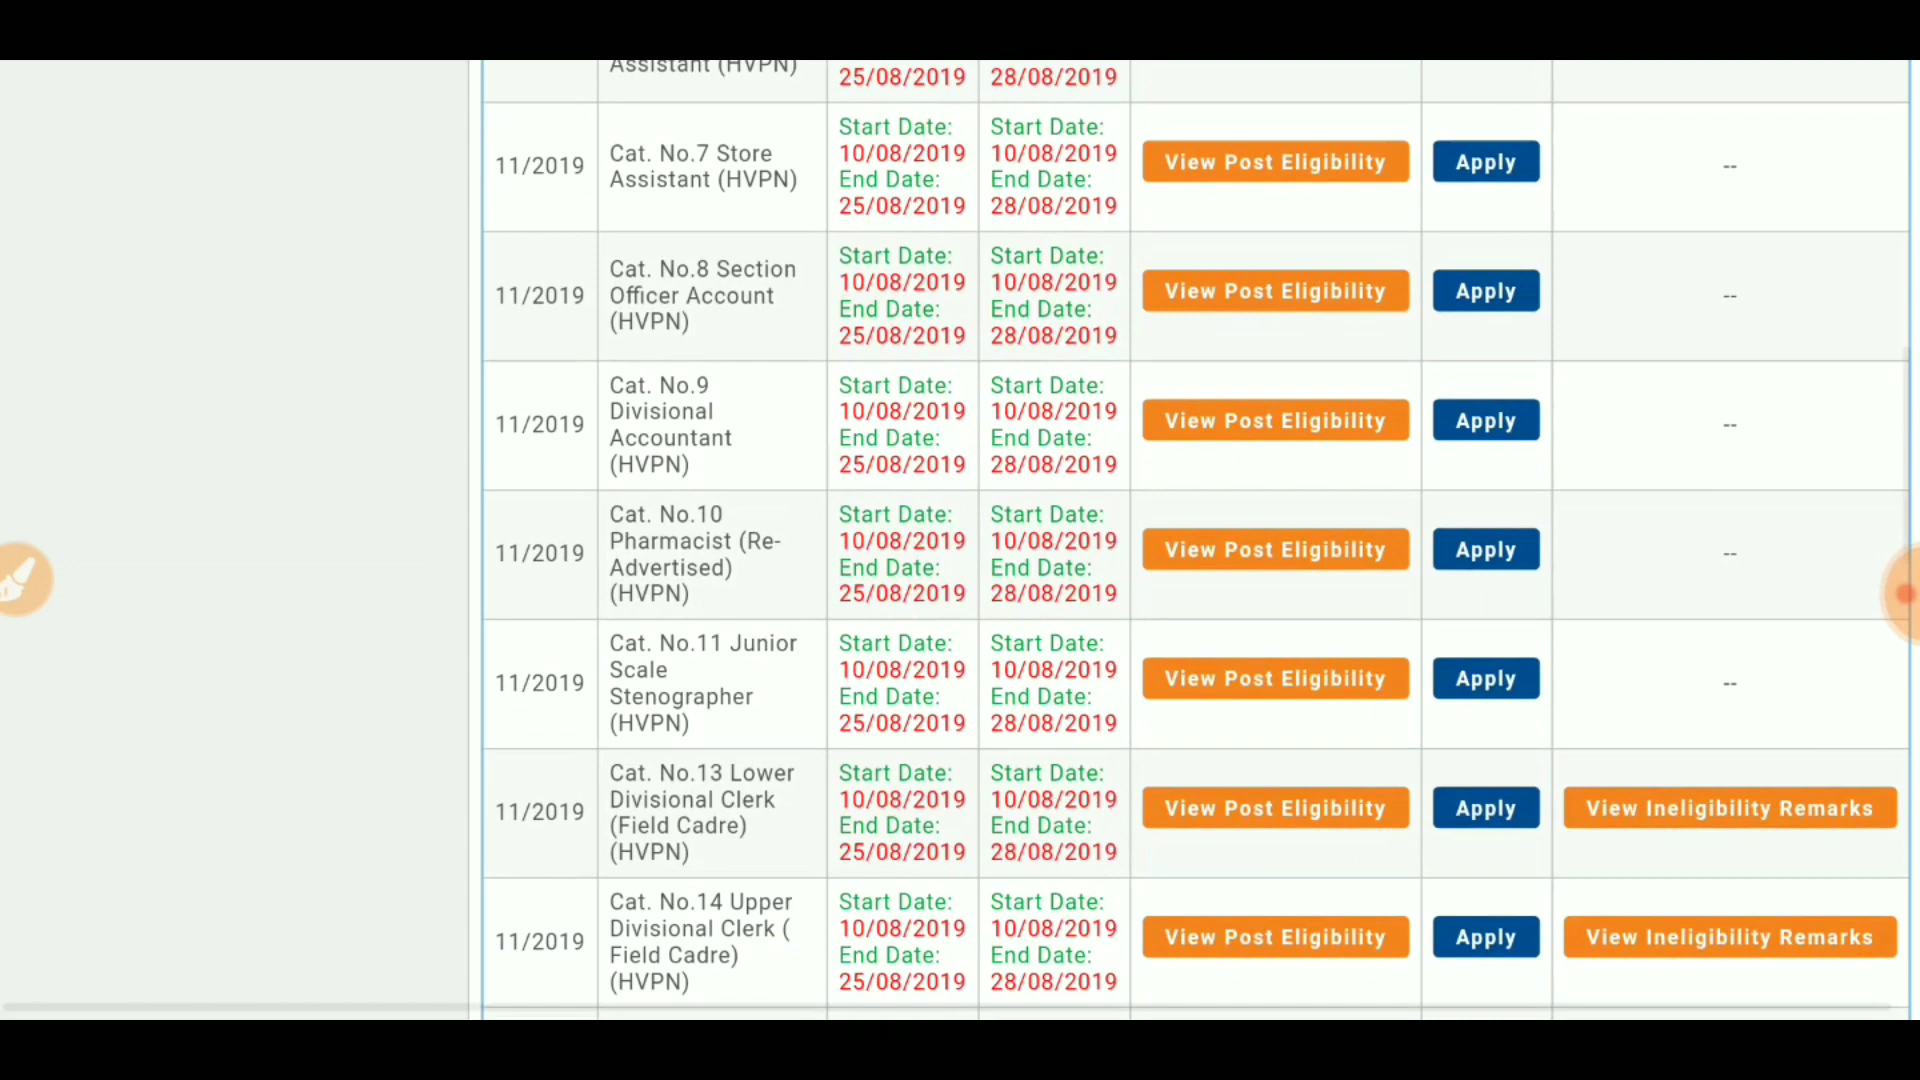 Assistant (HVPN)
25/08/2019
28/08/2019
11/2019
Cat. No.7 Store
Assistant (HVPN)
Start Date:
10/08/2019
End Date:
25/08/2019
Start Date:
10/08/2019
End Date:
28/08/2019
View Post Eligibility
Apply
--
11/2019
Cat. No.8 Section
Officer Account
(HVPN)
Start Date:
10/08/2019
End Date:
25/08/2019
Start Date:
10/08/2019
End Date:
28/08/2019
View Post Eligibility
Apply
--
11/2019
Cat. No.9
Divisional
Accountant
(HVPN)
Start Date:
10/08/2019
End Date:
25/08/2019
Start Date:
10/08/2019
End Date:
28/08/2019
View Post Eligibility
Apply
--
11/2019
Cat. No.10
Pharmacist (Re-
Advertised)
(HVPN)
Start Date:
10/08/2019
End Date:
25/08/2019
Start Date:
10/08/2019
End Date:
28/08/2019
View Post Eligibility
Apply
--
11/2019
Cat. No.11 Junior
Scale
Stenographer
(HVPN)
Start Date:
10/08/2019
End Date:
25/08/2019
Start Date:
10/08/2019
End Date:
28/08/2019
View Post Eligibility
Apply
--
11/2019
Cat. No.13 Lower
Divisional Clerk
(Field Cadre)
(HVPN)
Start Date:
10/08/2019
End Date:
25/08/2019
Start Date:
10/08/2019
End Date:
28/08/2019
View Post Eligibility
Apply
View Ineligibility Remarks
11/2019
Cat. No.14 Upper
Divisional Clerk (
Field Cadre)
(HVPN)
Start Date:
10/08/2019
End Date:
25/08/2019
Start Date:
10/08/2019
End Date:
28/08/2019
View Post Eligibility
Apply
View Ineligibility Remarks